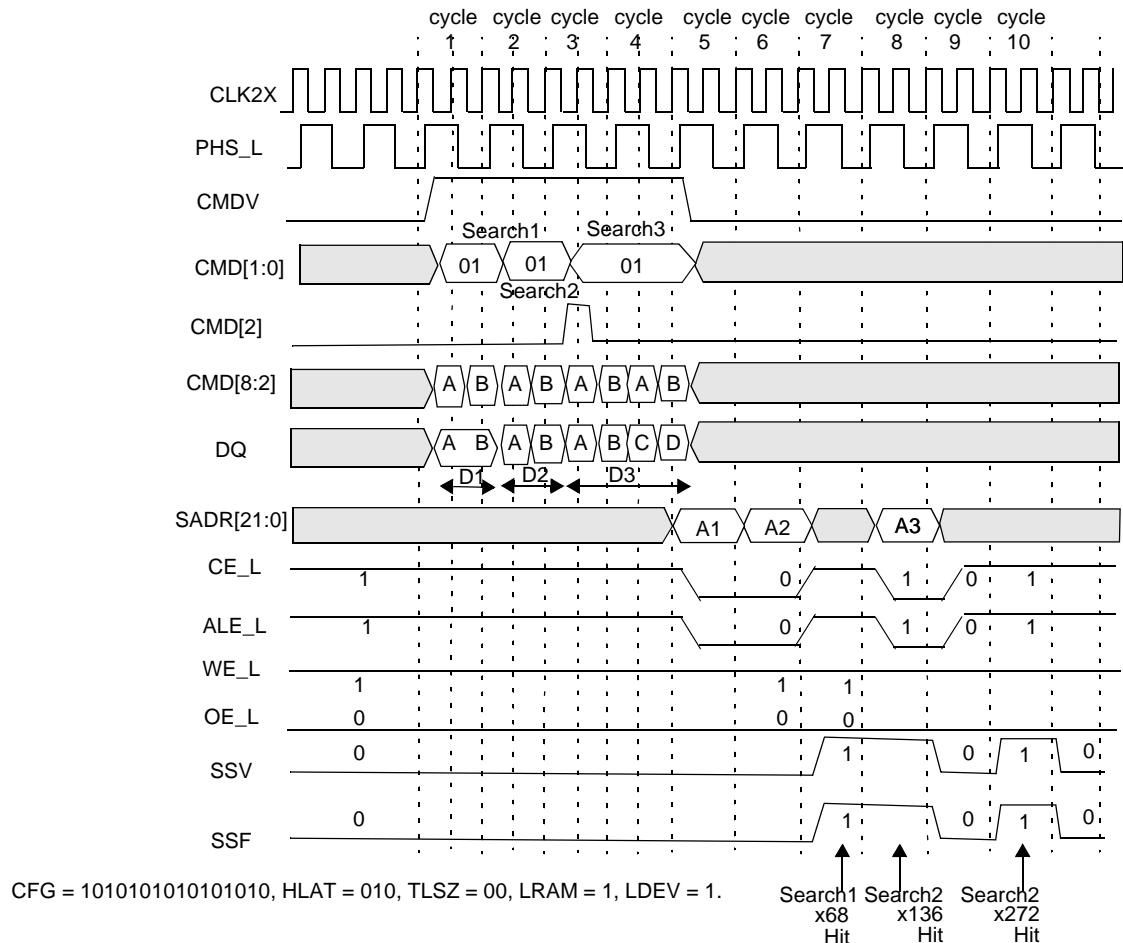 cycle cycle cycle cycle cycle cycle cycle cycle cycle cycle
1 2 3 4 5 6 7 8 9 10
CLK2X
PHS_L
CMDV
Search1 Search3
CMD[1:0] 01 01 01
Search2
CMD[2]
CMD[8:2] A B A B A B A B
DQ A B A B A B C D
D1 D2 D3
SADR[21:0] A1 A2 A3
CE_L 1 0 1 0 1
ALE_L 1 0 1 0 1
WE_L
1 1 1
OE_L 0 0 0
SSV 0 1 0 1 0
SSF 0 1 0 1 0
CFG = 1010101010101010, HLAT = 010, TLSZ = 00, LRAM = 1, LDEV = 1.
Search1 Search2 Search2
x68 x136 x272
Hit Hit Hit